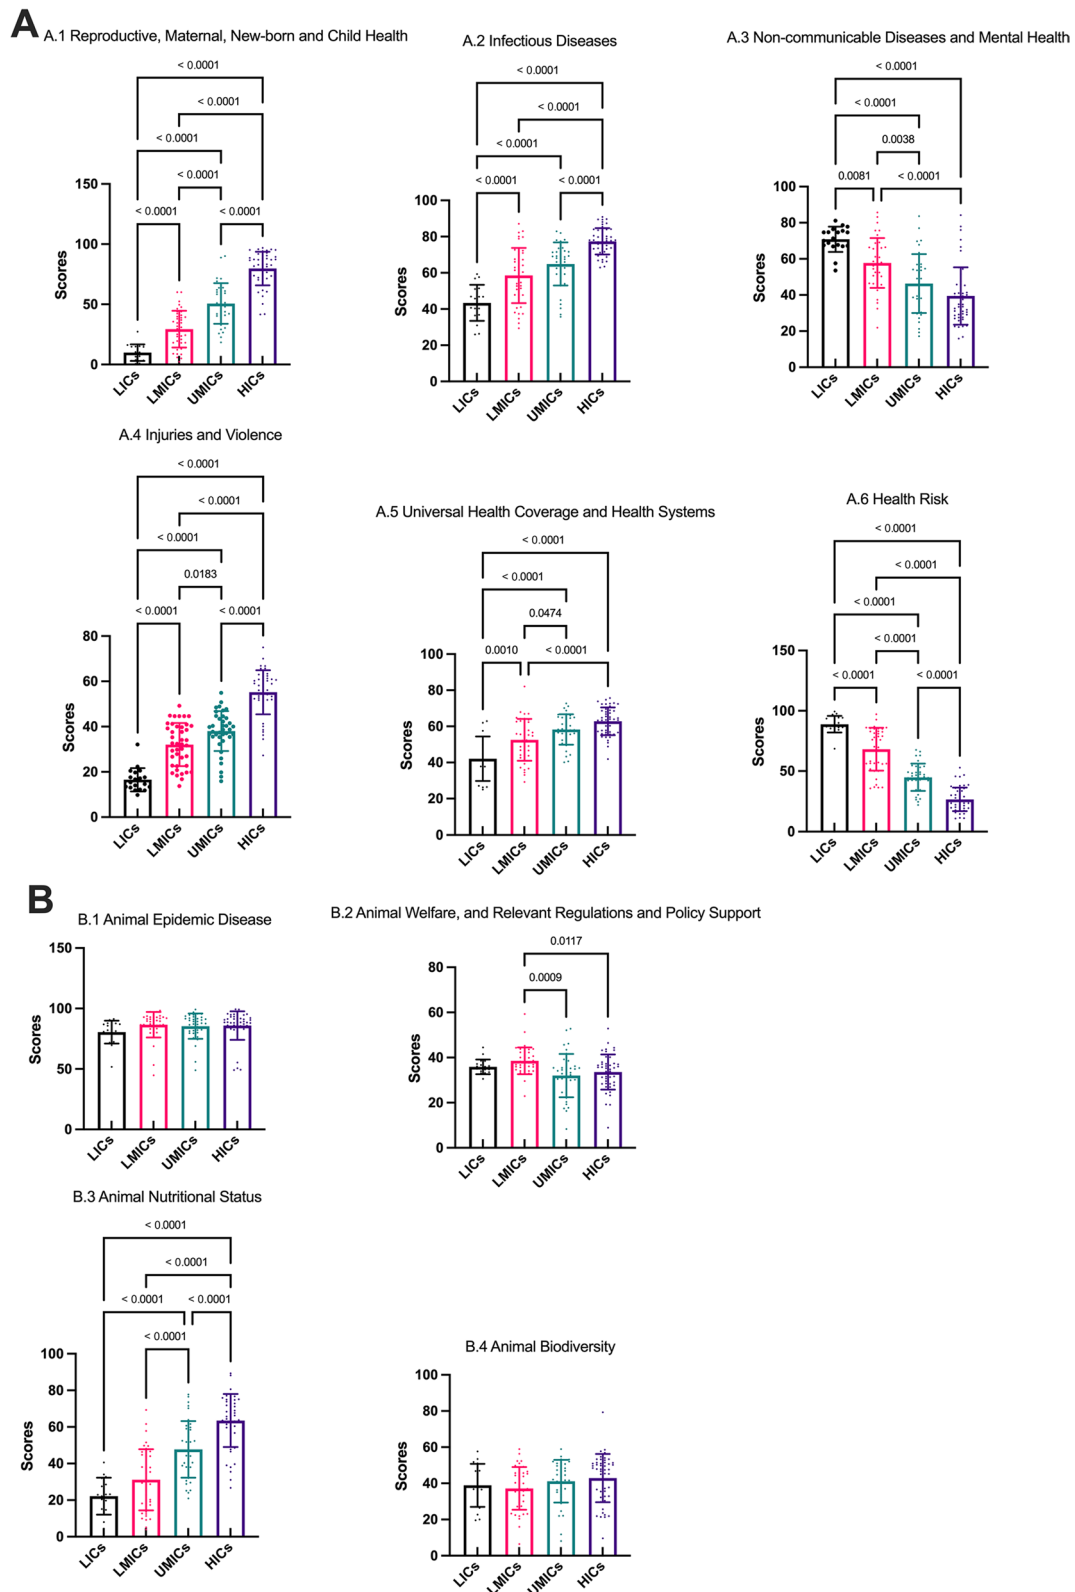 A
A.1 Reproductive, Maternal, New-born and Child Health
< 0.0001
< 0.0001
< 0.0001
< 0.0001
< 0.0001 < 0.0001
150
100
50
0
Scores
LICs LMICs UMICs HICs
A.2 Infectious Diseases
< 0.0001
< 0.0001
< 0.0001
< 0.0001 < 0.0001
100
80
60
40
20
0
Scores
LICs LMICs UMICs HICs
A.3 Non-communicable Diseases and Mental Health
< 0.0001
< 0.0001
0.0038
0.0081 < 0.0001
100
80
60
40
20
0
Scores
LICs LMICs UMICs HICs
A.4 Injuries and Violence
< 0.0001
< 0.0001
< 0.0001
0.0183
< 0.0001 < 0.0001
80
60
40
20
0
Scores
LICs LMICs UMICs HICs
A.5 Universal Health Coverage and Health Systems
< 0.0001
< 0.0001
0.0474
0.0010 < 0.0001
100
80
60
40
20
0
Scores
LICs LMICs UMICs HICs
A.6 Health Risk
< 0.0001
< 0.0001
< 0.0001
< 0.0001
< 0.0001 < 0.0001
150
100
50
0
Scores
LICs LMICs UMICs HICs
B
B.1 Animal Epidemic Disease
150
100
50
0
Scores
LICs LMICs UMICs HICs
B.2 Animal Welfare, and Relevant Regulations and Policy Support
0.0117
0.0009
80
60
40
20
0
Scores
LICs LMICs UMICs HICs
B.3 Animal Nutritional Status
< 0.0001
< 0.0001
< 0.0001 < 0.0001
< 0.0001
100
80
60
40
20
0
Scores
LICs LMICs UMICs HICs
B.4 Animal Biodiversity
100
80
60
40
20
0
Scores
LICs LMICs UMICs HICs